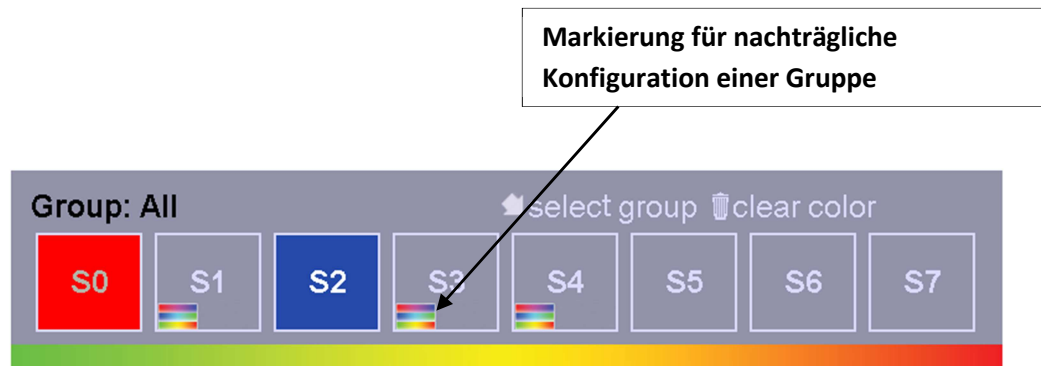 Markierung für nachträgliche
Konfiguration einer Gruppe
Group: All select group clear color
S0 S1 S2 S3 S4 S5 S6 S7